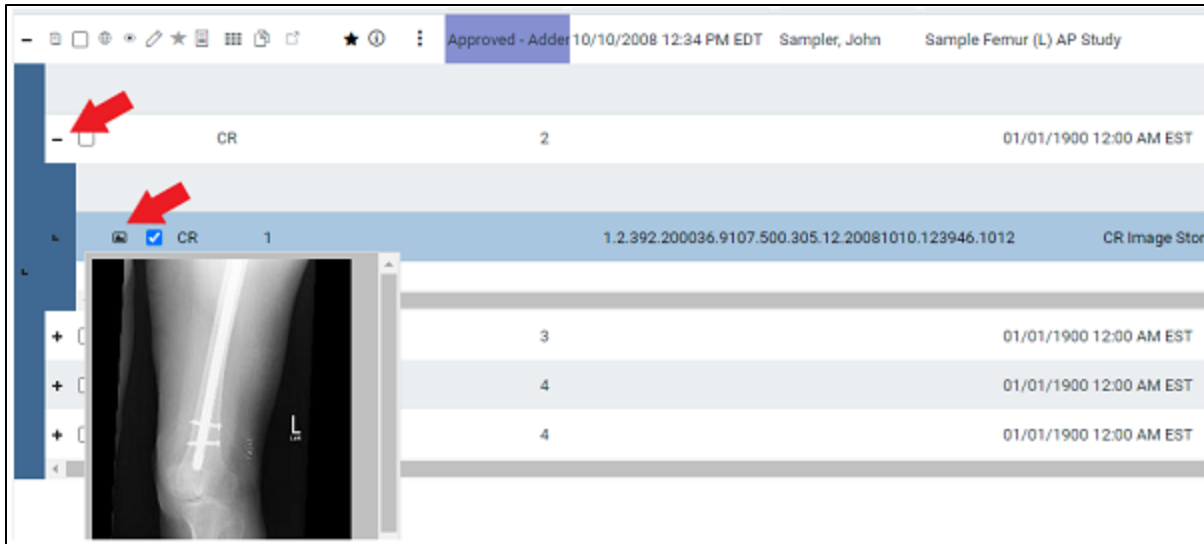 Approved - Adder 10/10/2008 12:34 PM EDT Sampler, John Sample Femur (L) AP Study
CR 2 01/01/1900 12:00 AM EST
CR 1 1.2.392.200036.9107.500.305.12.20081010.123946.1012 CR Image Stor
L
3 01/01/1900 12:00 AM EST
4 01/01/1900 12:00 AM EST
4 01/01/1900 12:00 AM EST